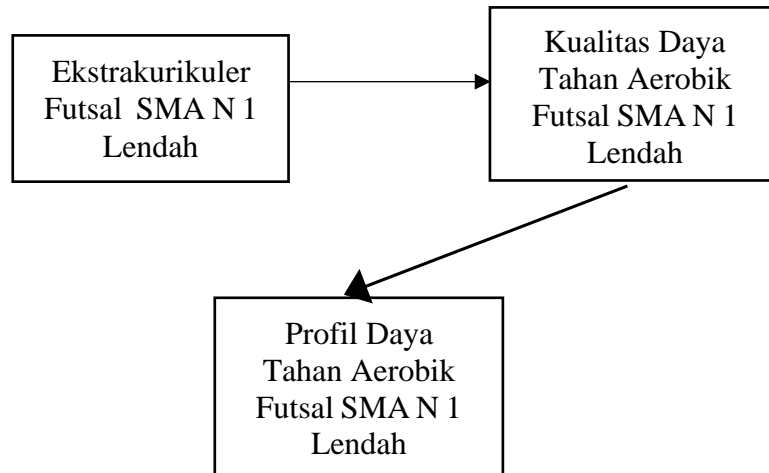 Ekstrakurikuler
Futsal SMA N 1
Lendah
Kualitas Daya
Tahan Aerobik
Futsal SMA N 1
Lendah
Profil Daya
Tahan Aerobik
Futsal SMA N 1
Lendah